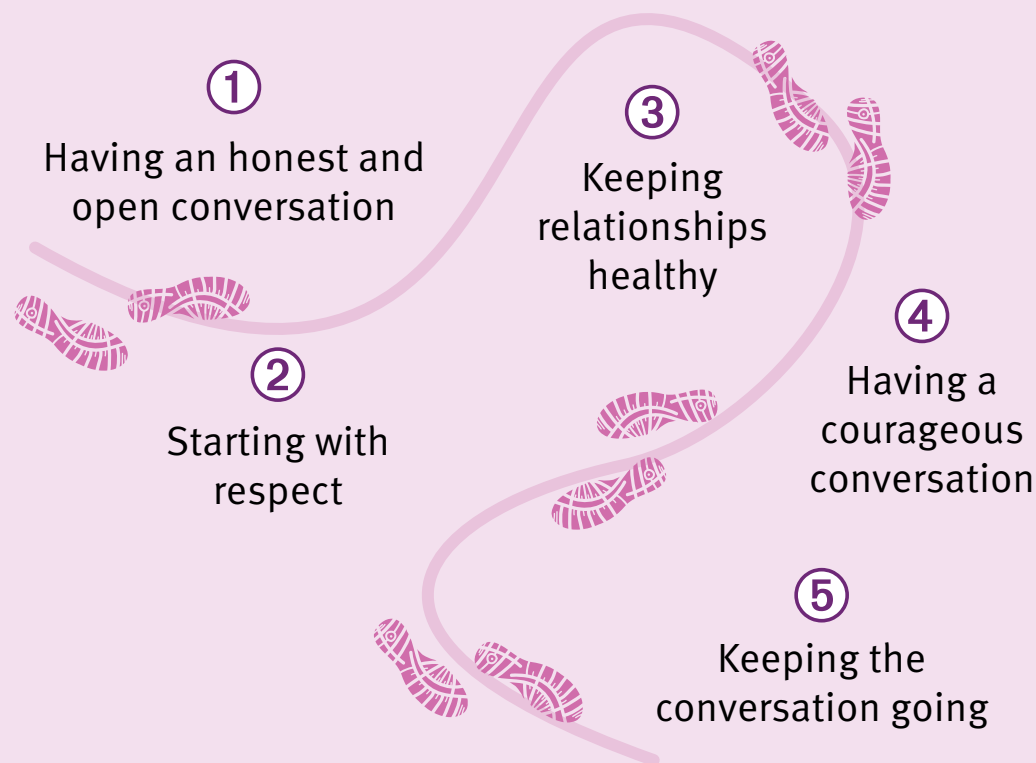 1
Having an honest and
open conversation
2
Starting with
respect
3
Keeping
relationships
healthy
4
Having a
courageous
conversation
5
Keeping the
conversation going